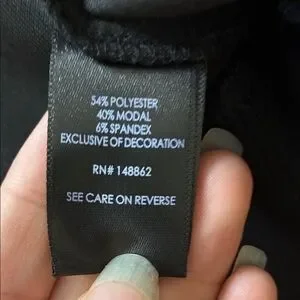 54% POLYESTER
40% MODAL
6% SPANDEX
EXCLUSIVE OF DECORATION
RN# 148862
SEE CARE ON REVERSE